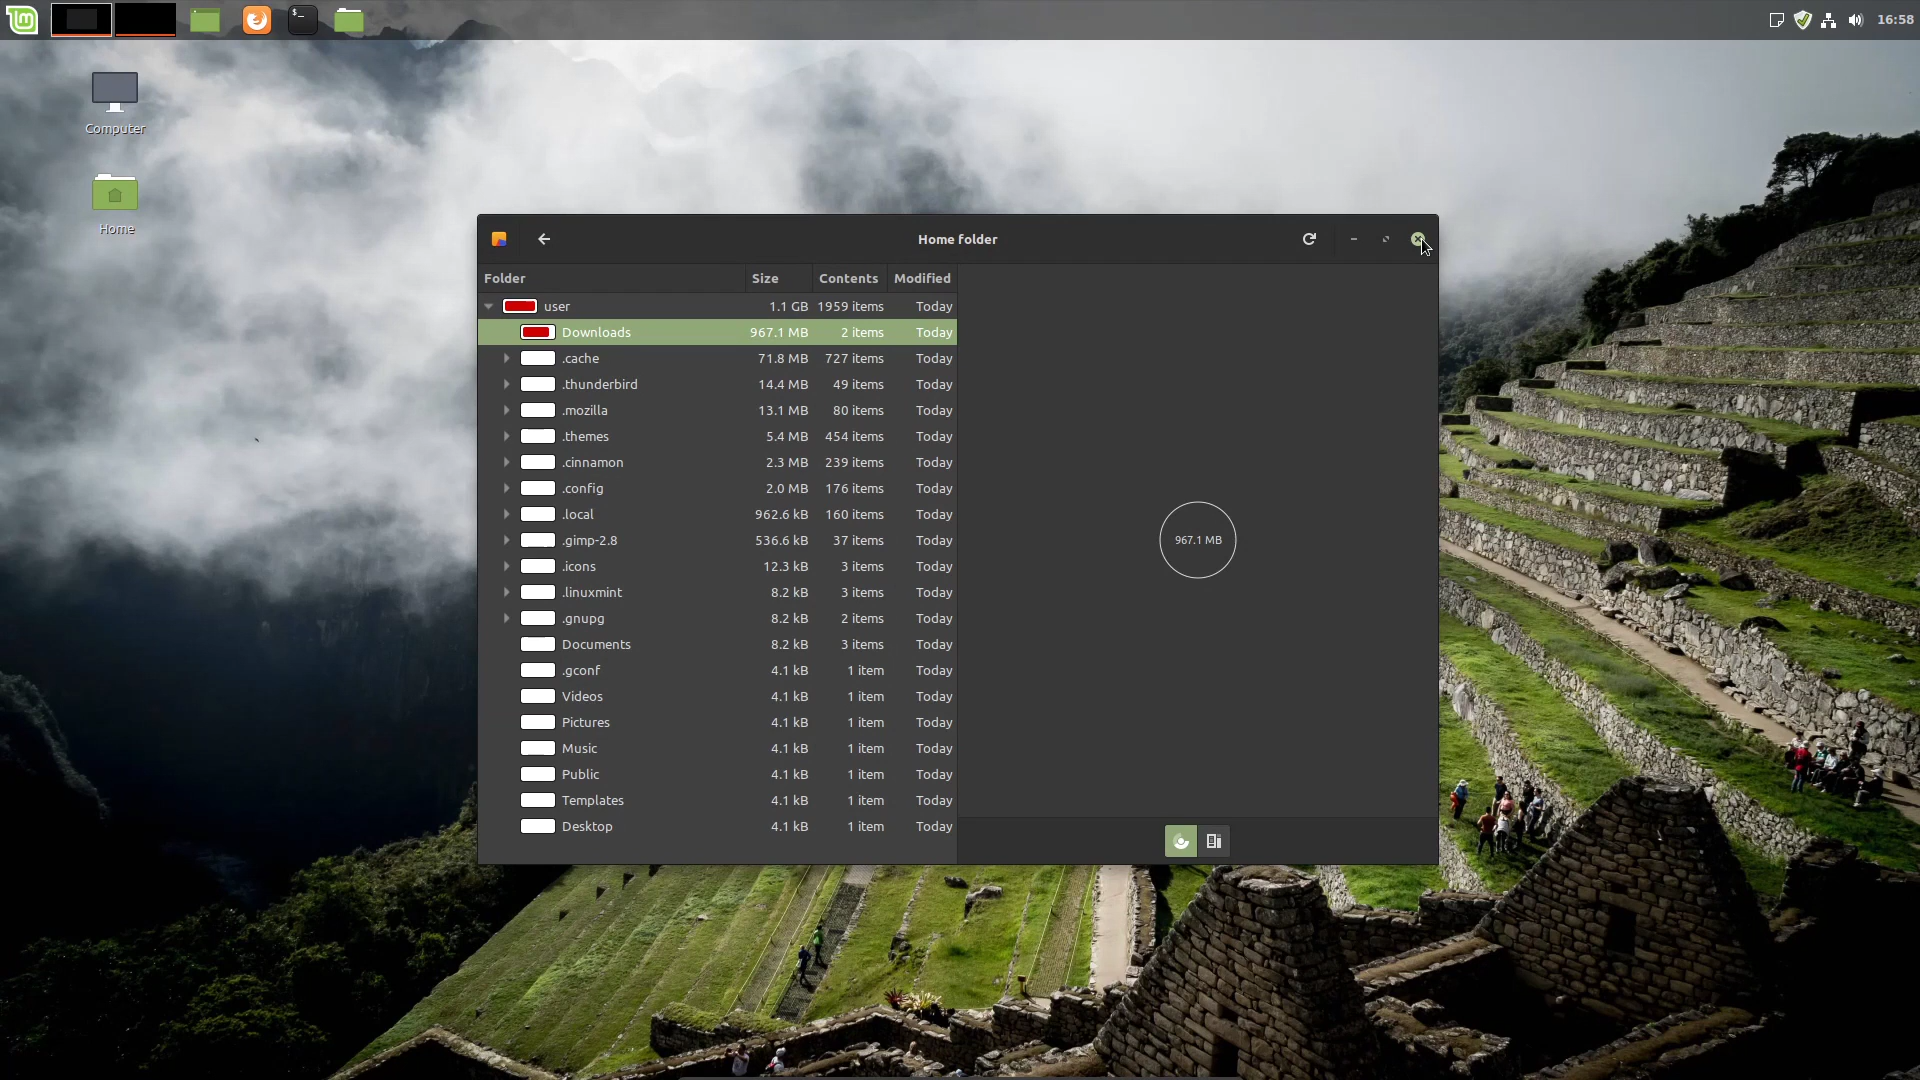 $_
16:58
Computer
Home
Home folder
Folder Size Contents Modified
user 1.1 GB 1959 items Today
Downloads 967.1 MB 2 items Today
.cache 71.8 MB 727 items Today
.thunderbird 14.4 MB 49 items Today
.mozilla 13.1 MB 80 items Today
.themes 5.4 MB 454 items Today
.cinnamon 2.3 MB 239 items Today
.config 2.0 MB 176 items Today
.local 962.6 kB 160 items Today
.gimp-2.8 536.6 kB 37 items Today
.icons 12.3 kB 3 items Today
.linuxmint 8.2 kB 3 items Today
.gnupg 8.2 kB 2 items Today
Documents 8.2 kB 3 items Today
.gconf 4.1 kB 1 item Today
Videos 4.1 kB 1 item Today
Pictures 4.1 kB 1 item Today
Music 4.1 kB 1 item Today
Public 4.1 kB 1 item Today
Templates 4.1 kB 1 item Today
Desktop 4.1 kB 1 item Today
967.1 MB